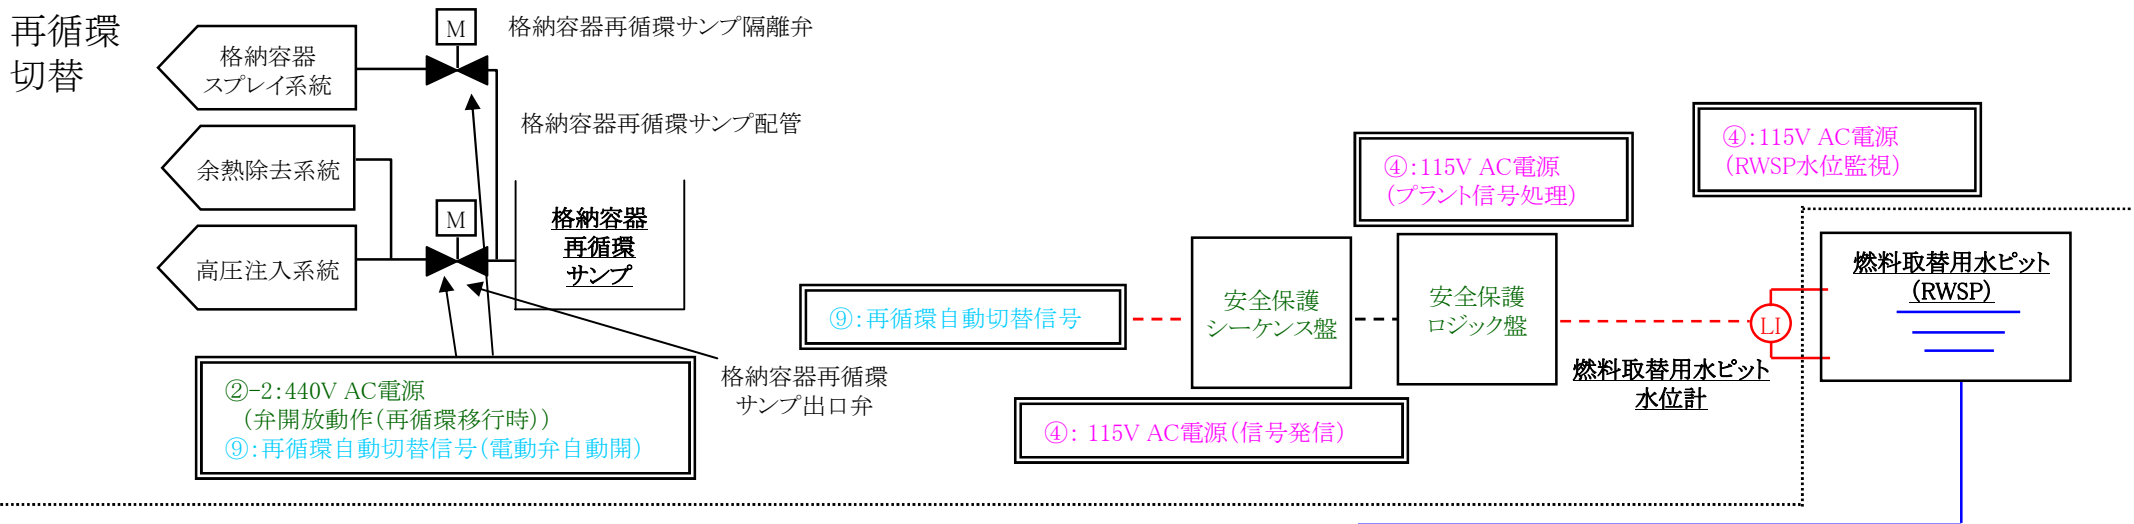 再循環
切替
M
格納容器再循環サンプ隔離弁
格納容器
スプレイ系統
格納容器再循環サンプ配管
余熱除去系統
M
格納容器
再循環
サンプ
高圧注入系統
②-2:440V AC電源
(弁開放動作(再循環移行時))
⑨:再循環自動切替信号(電動弁自動開)
格納容器再循環
サンプ出口弁
⑨:再循環自動切替信号
安全保護
シーケンス盤
④: 115V AC電源(信号発信)
④:115V AC電源
(プラント信号処理)
安全保護
ロジック盤
④:115V AC電源
(RWSP水位監視)
LI
燃料取替用水ピット
水位計
燃料取替用水ピット
(RWSP)